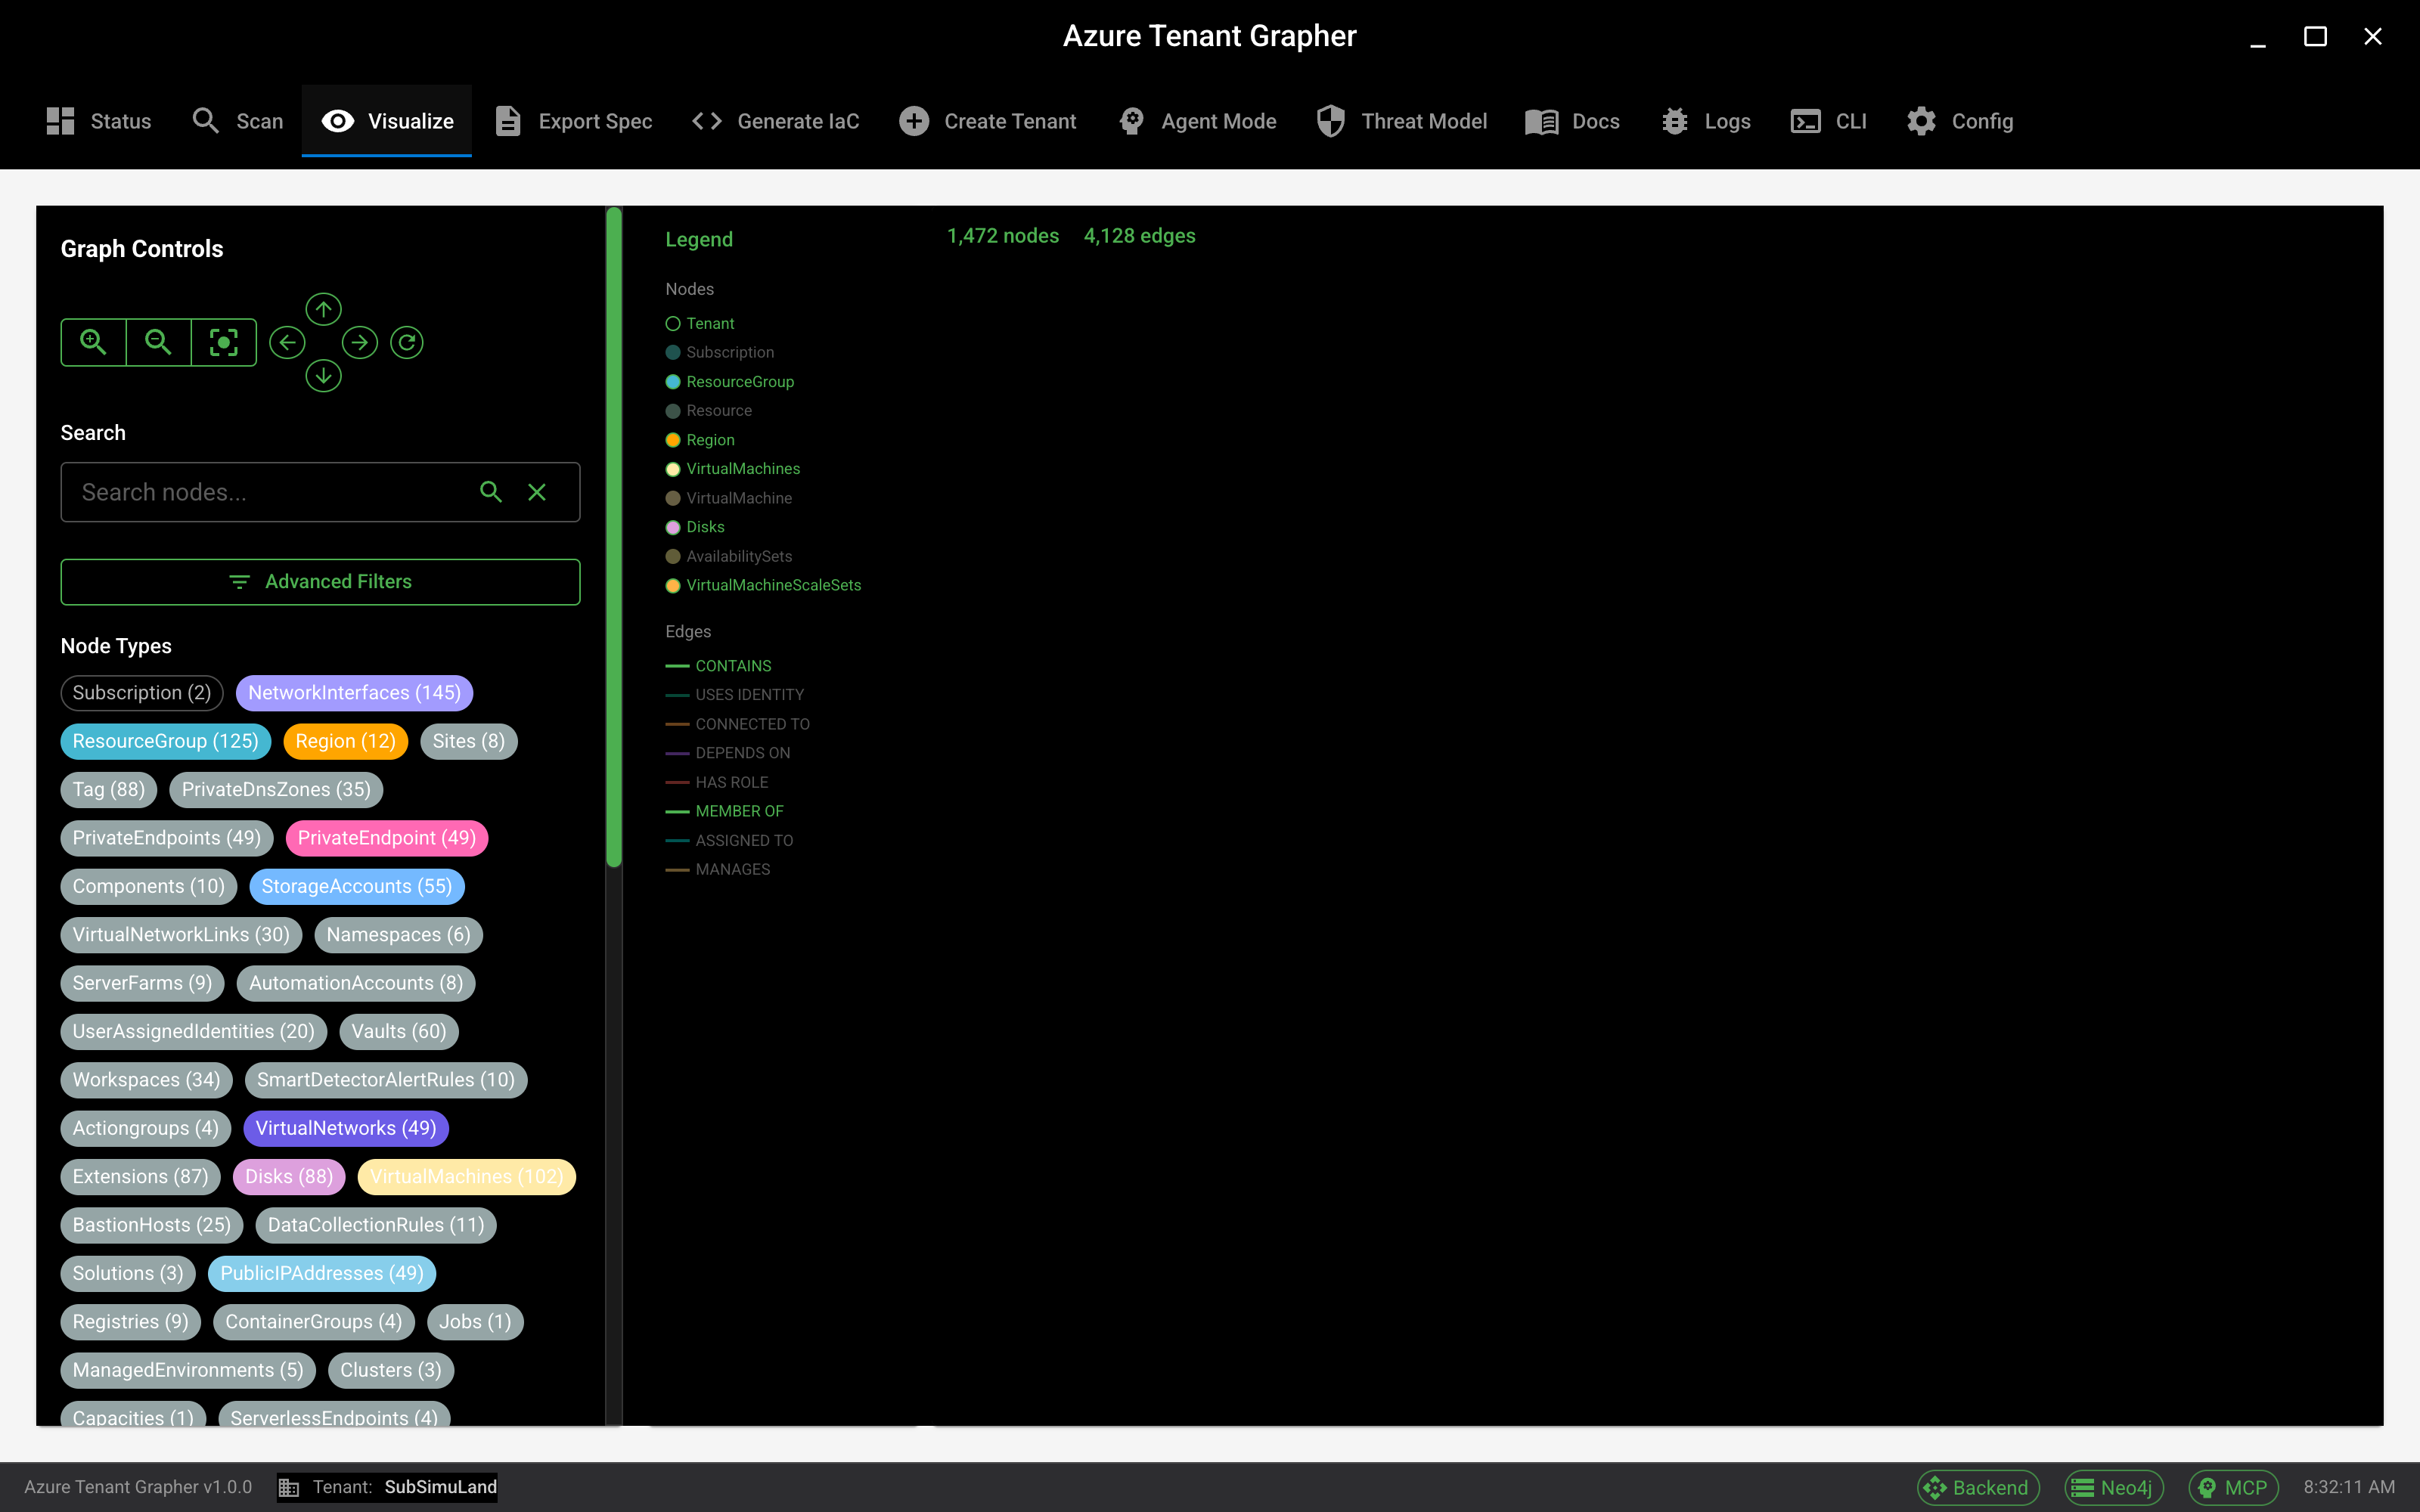 Azure Tenant Grapher
Status Scan Visualize Export Spec Generate IaC Create Tenant Agent Mode Threat Model Docs Logs CLI Config
Graph Controls
Search
Search nodes...
Advanced Filters
Node Types
Subscription (2) NetworkInterfaces (145)
ResourceGroup (125) Region (12) Sites (8)
Tag (88) PrivateDnsZones (35)
PrivateEndpoints (49) PrivateEndpoint (49)
Components (10) StorageAccounts (55)
VirtualNetworkLinks (30) Namespaces (6)
ServerFarms (9) AutomationAccounts (8)
UserAssignedIdentities (20) Vaults (60)
Workspaces (34) SmartDetectorAlertRules (10)
Actiongroups (4) VirtualNetworks (49)
Extensions (87) Disks (88) VirtualMachines (102)
BastionHosts (25) DataCollectionRules (11)
Solutions (3) PublicIPAddresses (49)
Registries (9) ContainerGroups (4) Jobs (1)
ManagedEnvironments (5) Clusters (3)
Capacities (1) ServerlessEndpoints (4)
Legend
1,472 nodes 4,128 edges
Nodes
Tenant
Subscription
ResourceGroup
Resource
Region
VirtualMachines
VirtualMachine
Disks
AvailabilitySets
VirtualMachineScaleSets
Edges
CONTAINS
USES IDENTITY
CONNECTED TO
DEPENDS ON
HAS ROLE
MEMBER OF
ASSIGNED TO
MANAGES
Azure Tenant Grapher v1.0.0 Tenant: SubSimuLand Backend Neo4j MCP 8:32:11 AM